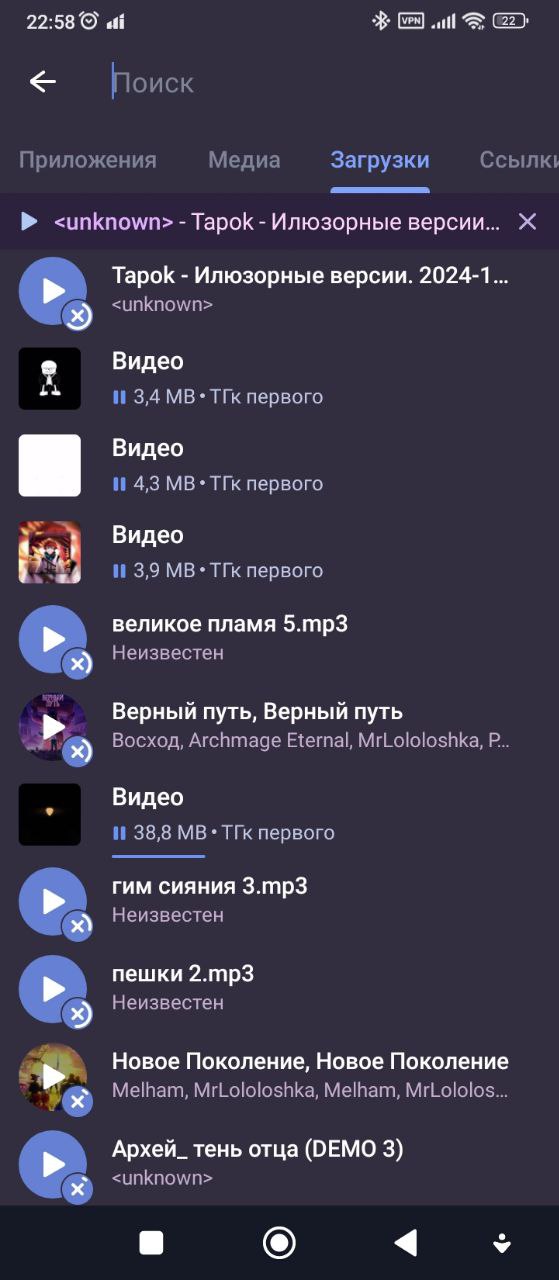 22:58
VPN
22
Поиск
Приложения Медиа Загрузки Ссылки
<unknown> - Tapok - Илюзорные версии...
Tapok - Илюзорные версии. 2024-1...
<unknown>
Видео
3,4 MB • ТГк первого
Видео
4,3 MB • ТГк первого
Видео
3,9 MB • ТГк первого
великое пламя 5.mp3
Неизвестен
ВЕРНЫЙ ПУТЬ
Верный путь, Верный путь
Восход, Archmage Eternal, MrLololoshka, P...
Видео
38,8 MB • ТГк первого
гим сияния 3.mp3
Неизвестен
пешки 2.mp3
Неизвестен
Новое Поколение, Новое Поколение
Melham, MrLololoshka, Melham, MrLololos...
Архей_ тень отца (DEMO 3)
<unknown>